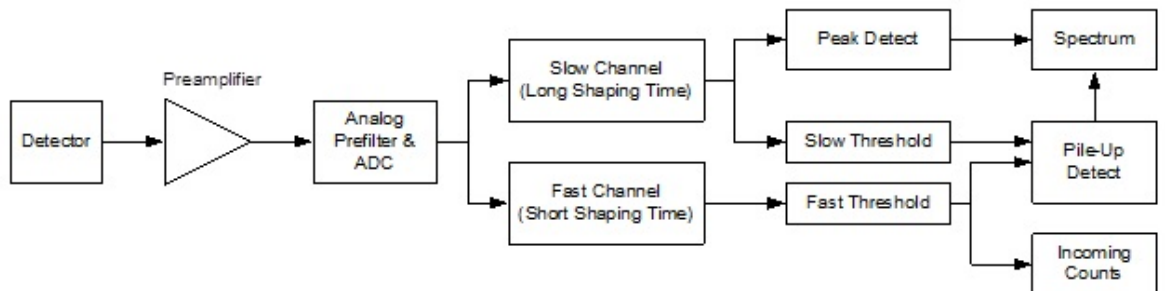 Detector
Preamplifier
Analog
Prefilter &
ADC
Slow Channel
(Long Shaping Time)
Fast Channel
(Short Shaping Time)
Peak Detect
Slow Threshold
Fast Threshold
Spectrum
Pile-Up
Detect
Incoming
Counts